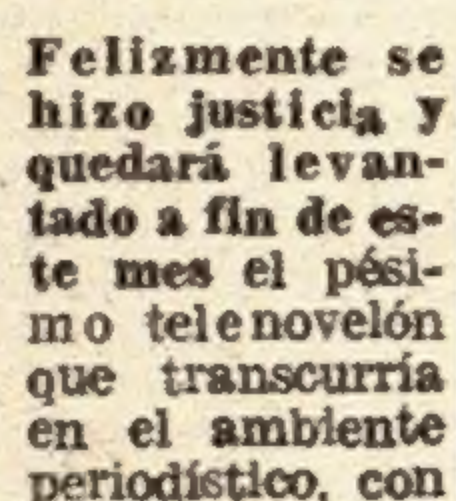 Felizmente se
hizo justicia y
quedará levan-
tado a fin de es-
te mes el pési-
mo telenovelón
que transcurría
en el ambiente
periodístico, con